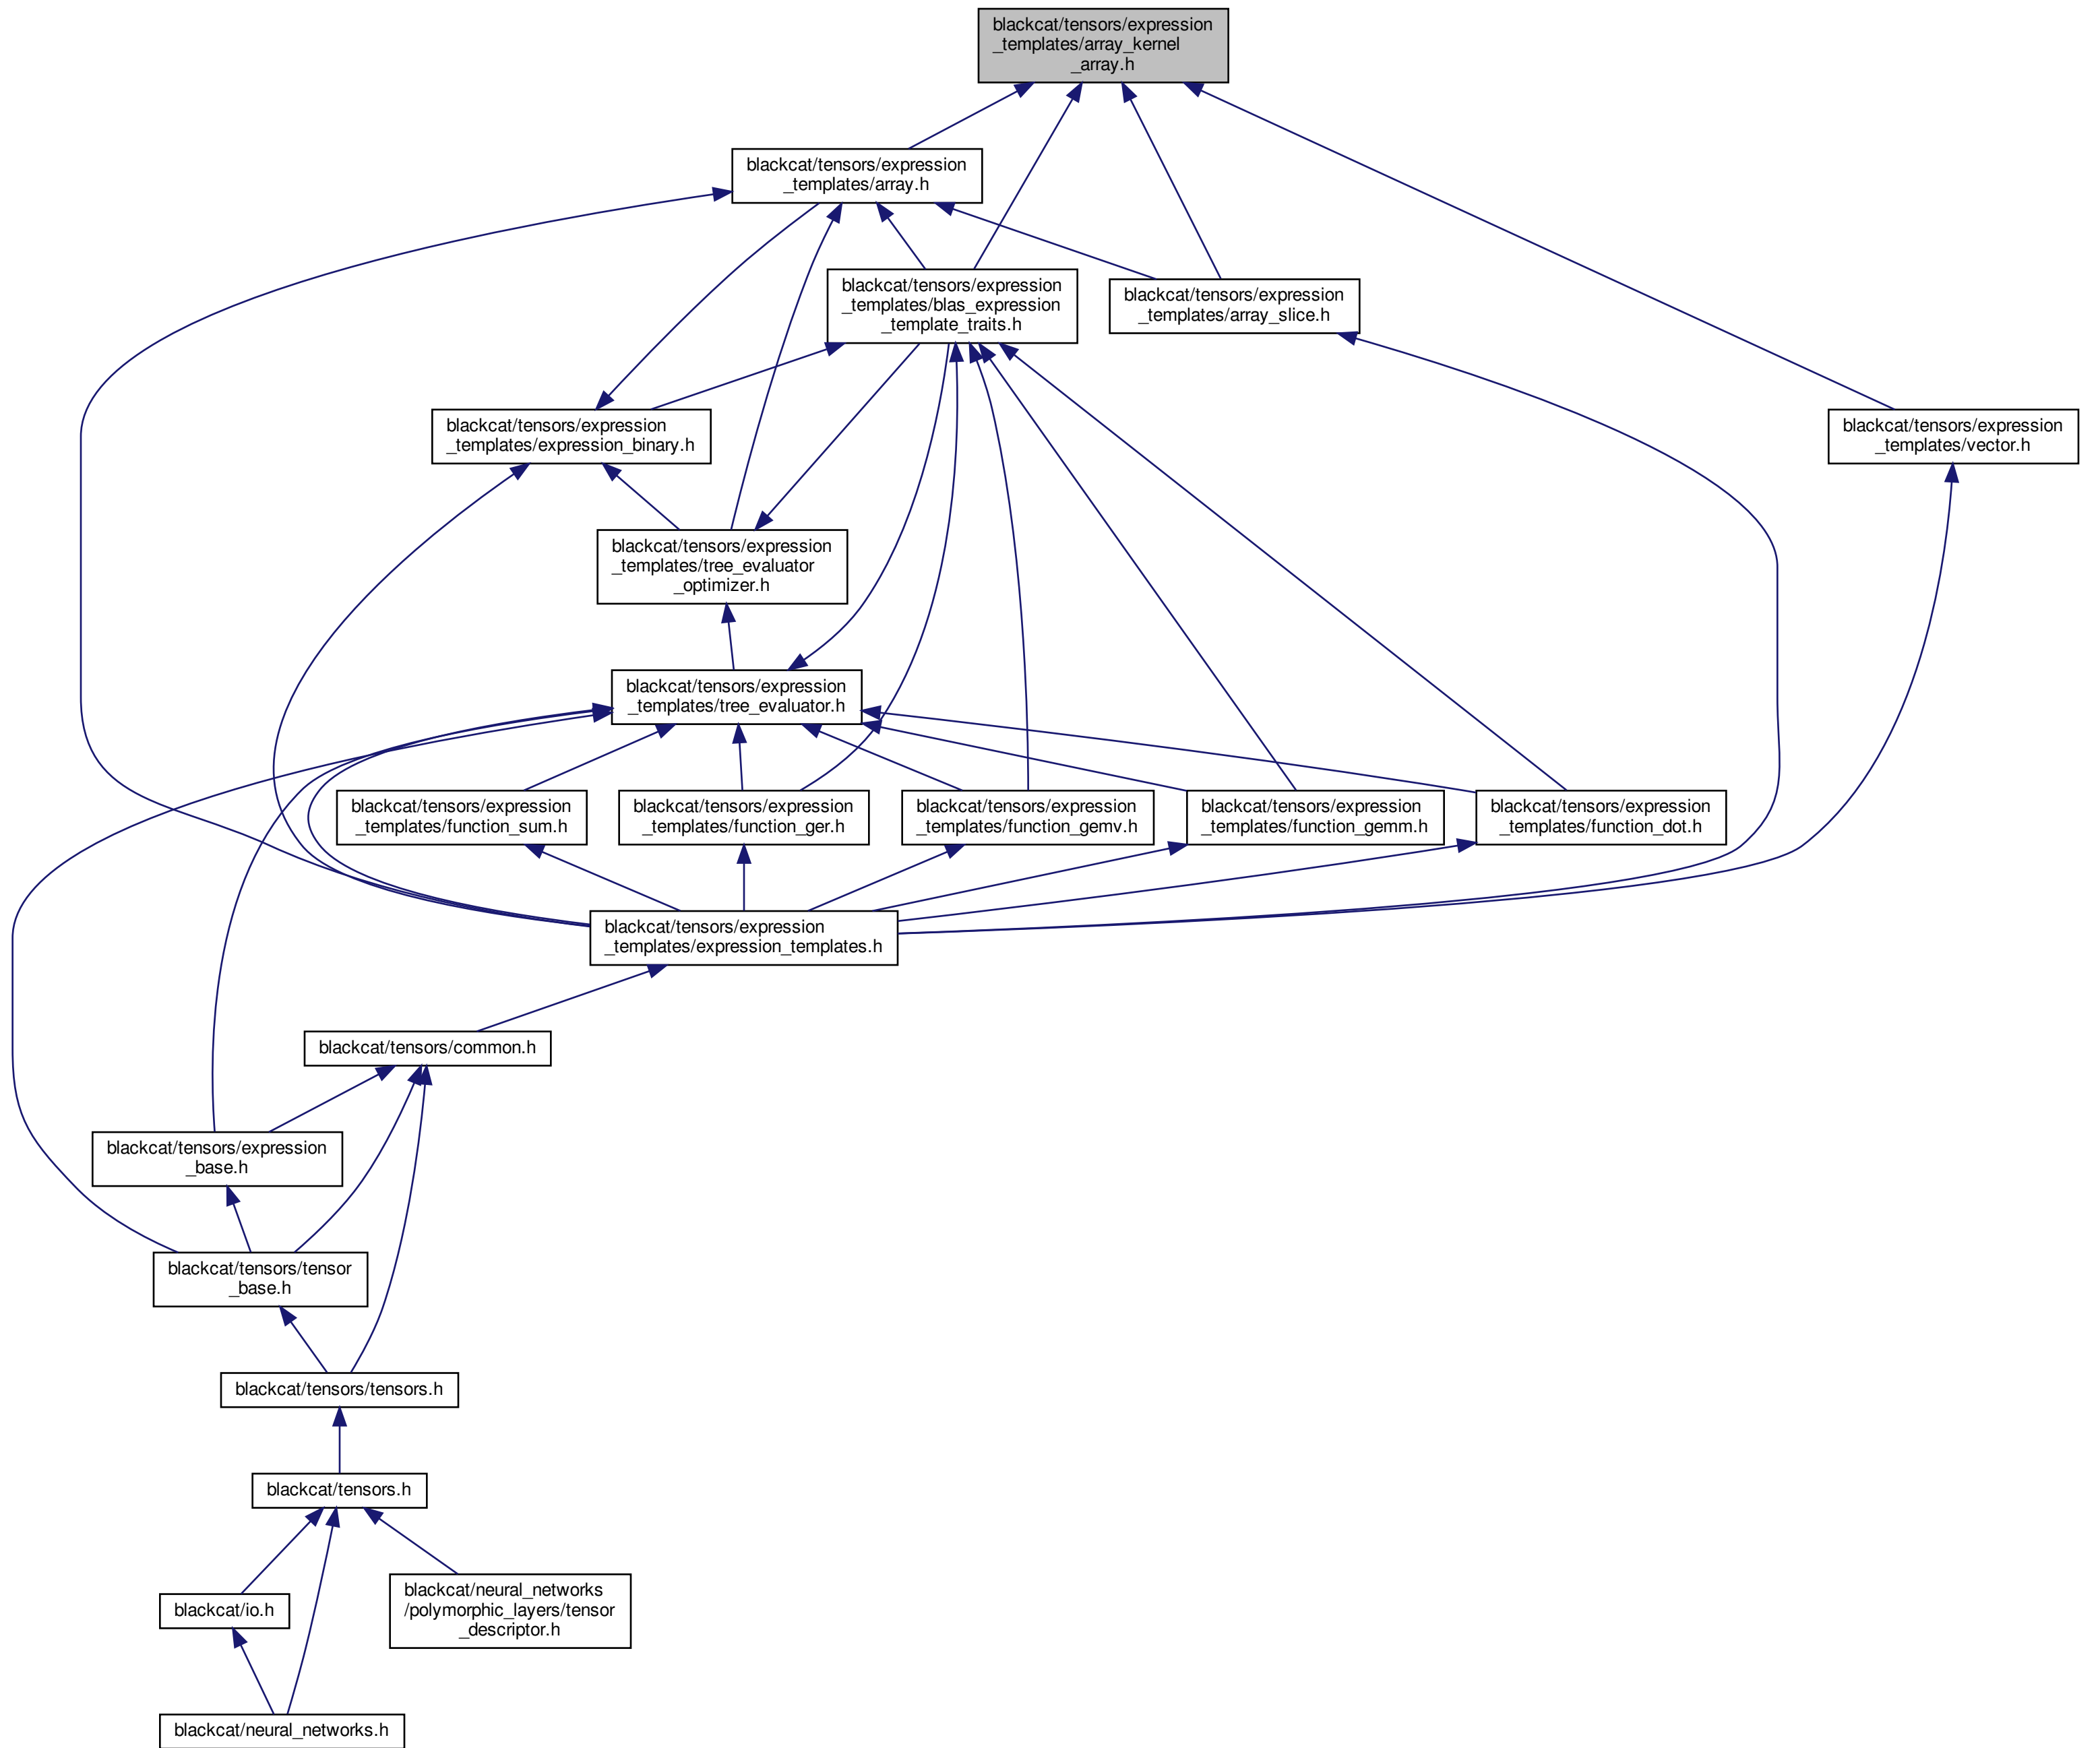 blackcat/tensors/expression
_templates/array_kernel
_array.h
blackcat/tensors/expression
_templates/array.h
blackcat/tensors/expression
_templates/blas_expression
_template_traits.h
blackcat/tensors/expression
_templates/array_slice.h
blackcat/tensors/expression
_templates/expression_binary.h
blackcat/tensors/expression
_templates/vector.h
blackcat/tensors/expression
_templates/tree_evaluator
_optimizer.h
blackcat/tensors/expression
_templates/tree_evaluator.h
blackcat/tensors/expression
_templates/function_sum.h
blackcat/tensors/expression
_templates/function_ger.h
blackcat/tensors/expression
_templates/function_gemv.h
blackcat/tensors/expression
_templates/function_gemm.h
blackcat/tensors/expression
_templates/function_dot.h
blackcat/tensors/expression
_templates/expression_templates.h
blackcat/tensors/common.h
blackcat/tensors/expression
_base.h
blackcat/tensors/tensor
_base.h
blackcat/tensors/tensors.h
blackcat/tensors.h
blackcat/io.h
blackcat/neural_networks
/polymorphic_layers/tensor
_descriptor.h
blackcat/neural_networks.h